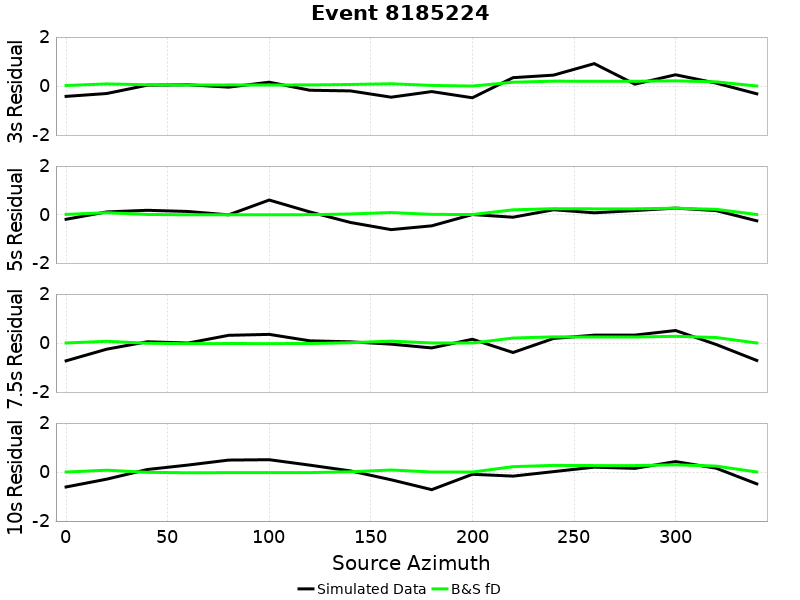 Event 8185224
3s Residual
2
0
-2
5s Residual
2
0
-2
7.5s Residual
2
0
-2
10s Residual
2
0
-2
0 50 100 150 200 250 300
Source Azimuth
Simulated Data B&S fD